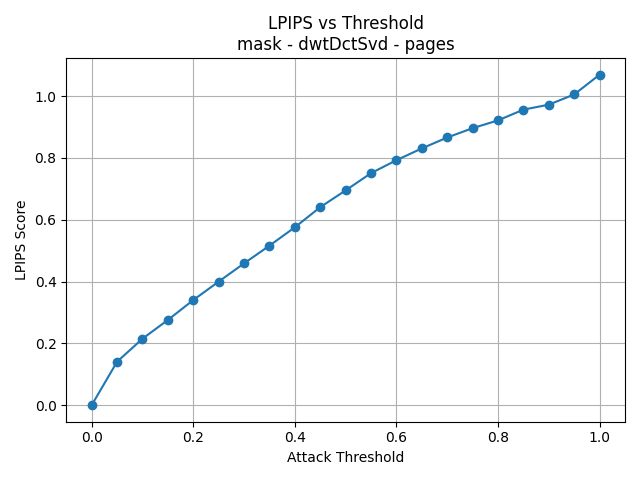 LPIPS vs Threshold
mask - dwtDctSvd - pages
LPIPS Score
1.0
0.8
0.6
0.4
0.2
0.0
0.0 0.2 0.4 0.6 0.8 1.0
Attack Threshold